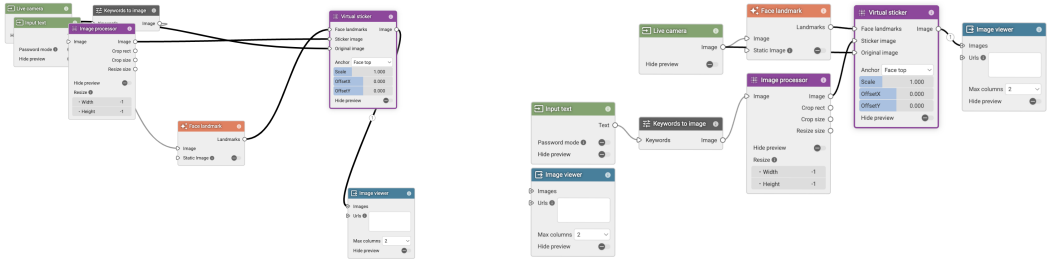 Live camera
Input text
Keywords to image
Image
Image processor
Image
Image
Crop rect
Crop size
Resize size
Password mode
Hide preview
Hide preview
Resize
- Width -1
- Height -1
Face landmark
Landmarks
Image
Static Image
Virtual sticker
Face landmarks Image
Sticker image
Original image
Anchor Face top
Scale 1.000
OffsetX 0.000
OffsetY 0.000
Hide preview
Image viewer
Images
Urls
Max columns 2
Hide preview
Live camera
Image
Hide preview
Face landmark
Landmarks
Image
Static Image
Input text
Text
Password mode
Hide preview
Keywords to image
Keywords Image
Image processor
Image Image
Crop rect
Crop size
Resize size
Hide preview
Resize
- Width -1
- Height -1
Virtual sticker
Face landmarks Image
Sticker image
Original image
Anchor Face top
Scale 1.000
OffsetX 0.000
OffsetY 0.000
Hide preview
Image viewer
Images
Urls
Max columns 2
Hide preview
Image viewer
Images
Urls
Max columns 2
Hide preview